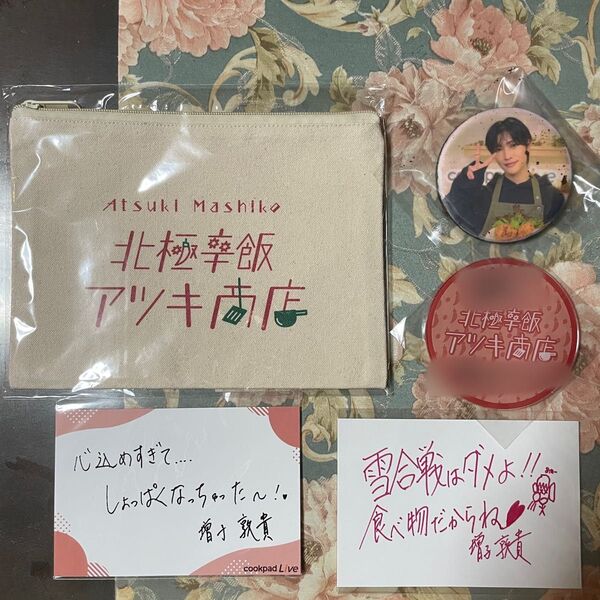 Atsuki Mashiko
北極辛飯
アツキ商店
北極辛飯
アツキ商店
心込めすぎて....
しょっぱくなっちゃったん～!
増子敦貴
cookpad Live
雪合戦はダメよ!!
食べ物だからね
増子敦貴